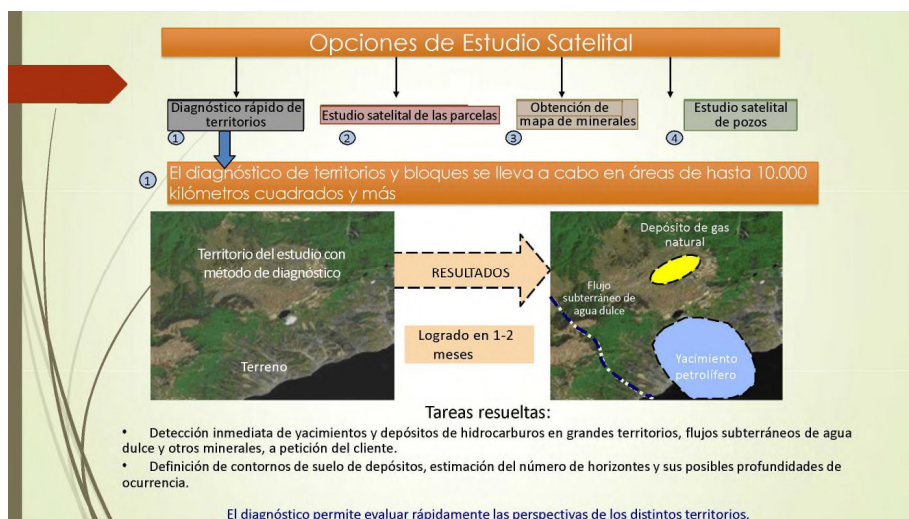 Opciones de Estudio Satelital
Diagnóstico rápido de
territorios
1
Estudio satelital de las parcelas
2
Obtención de
mapa de minerales
3
Estudio satelital
de pozos
4
1
El diagnóstico de territorios y bloques se lleva a cabo en áreas de hasta 10.000
kilómetros cuadrados y más
Territorio del estudio con
método de diagnóstico
Terreno
RESULTADOS
Logrado en 1-2
meses
Depósito de gas
natural
Flujo
subterráneo de
agua dulce
Yacimiento
petrolífero
Tareas resueltas:
• Detección inmediata de yacimientos y depósitos de hidrocarburos en grandes territorios, flujos subterráneos de agua
dulce y otros minerales, a petición del cliente.
• Definición de contornos de suelo de depósitos, estimación del número de horizontes y sus posibles profundidades de
ocurrencia.
El diagnóstico permite evaluar rápidamente las perspectivas de los distintos territorios.